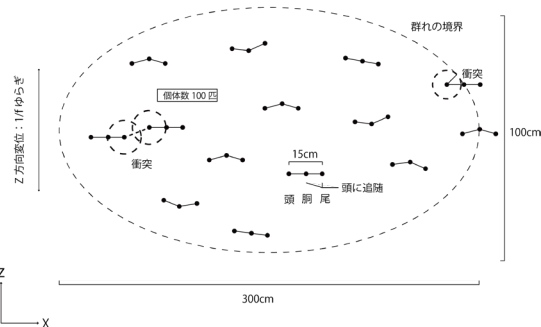 群れの境界
衝突
個体数 100 匹
Z 方向変位：1/f ゆらぎ
100cm
衝突
15cm
頭に追随
頭 胴 尾
300cm
Z
X